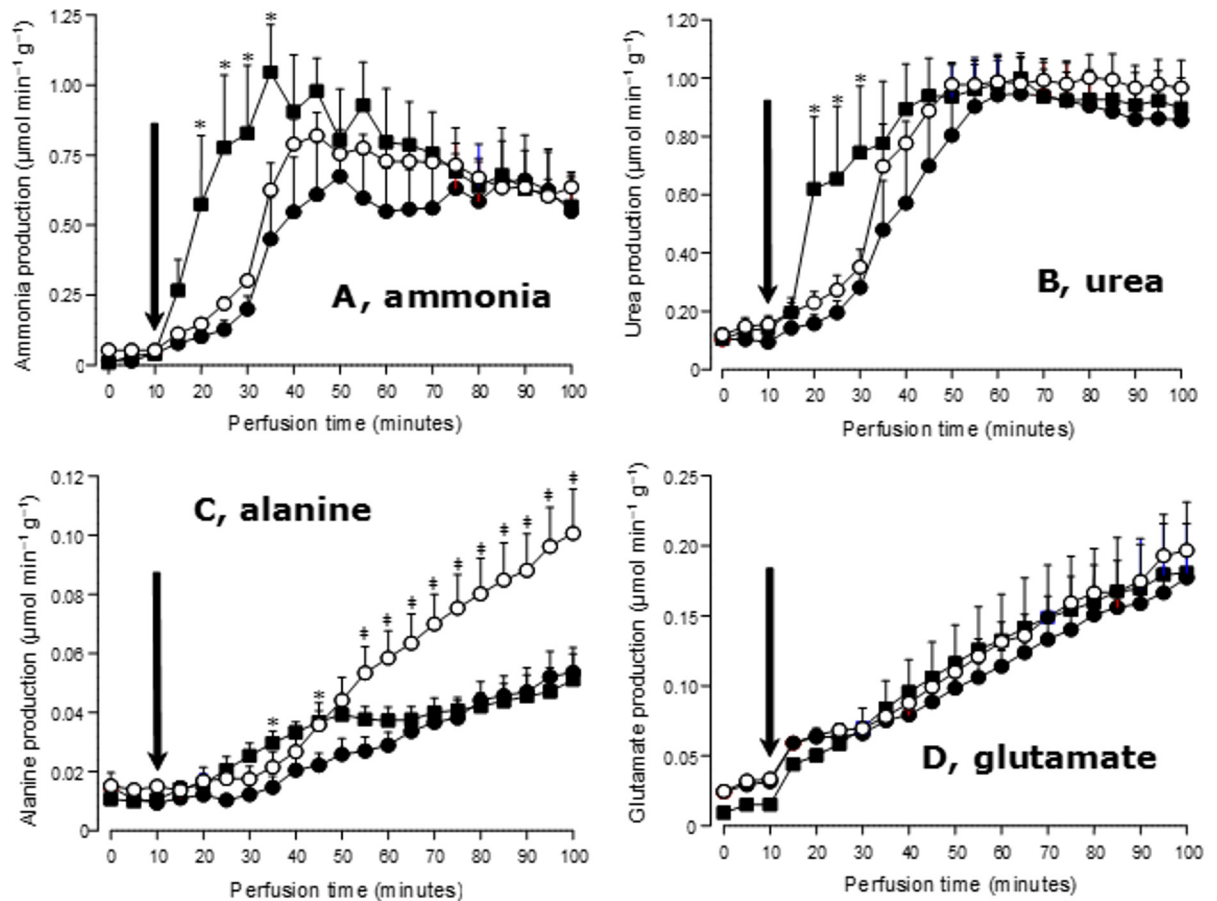 1.25
1.00
0.75
0.50
0.25
0
Ammonia production (µmol min⁻¹ g⁻¹)
* * * *
A, ammonia
0 10 20 30 40 50 60 70 80 90 100
Perfusion time (minutes)
1.20
1.00
0.80
0.60
0.40
0.20
0
Urea production (µmol min⁻¹ g⁻¹)
* * *
B, urea
0 10 20 30 40 50 60 70 80 90 100
Perfusion time (minutes)
0.12
0.10
0.08
0.06
0.04
0.02
0
Alanine production (µmol min⁻¹ g⁻¹)
C, alanine
* * ‡ ‡ ‡ ‡ ‡ ‡ ‡ ‡ ‡ ‡
0 10 20 30 40 50 60 70 80 90 100
Perfusion time (minutes)
0.25
0.20
0.15
0.10
0.05
0.0
Glutamate production (µmol min⁻¹ g⁻¹)
D, glutamate
0 10 20 30 40 50 60 70 80 90 100
Perfusion time (minutes)